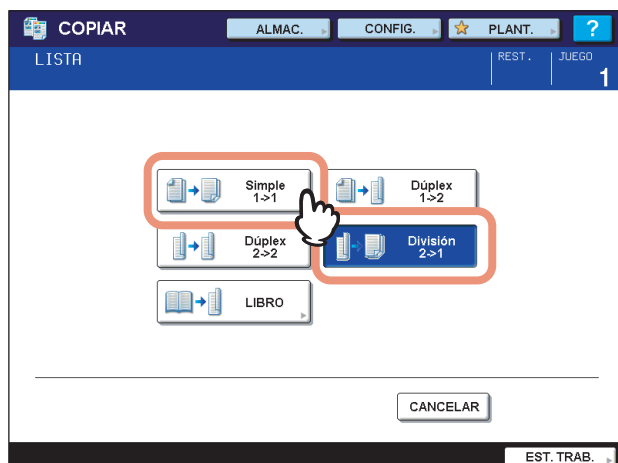 COPIAR
ALMAC.
CONFIG.
PLANT.
?
LISTA
REST.
JUEGO
1
Simple
1->1
Dúplex
1->2
Dúplex
2->2
División
2->1
LIBRO
CANCELAR
EST. TRAB.